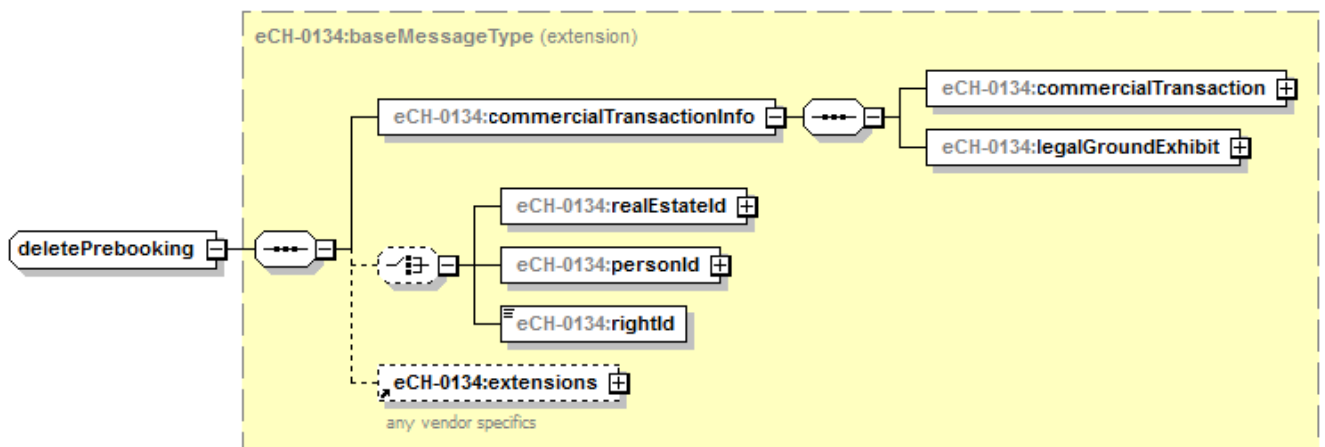 eCH-0134:baseMessageType (extension)
eCH-0134:commercialTransaction
eCH-0134:commercialTransactionInfo
eCH-0134:legalGroundExhibit
eCH-0134:realEstateId
deletePrebooking
eCH-0134:personId
eCH-0134:rightId
eCH-0134:extensions
any vendor specifics